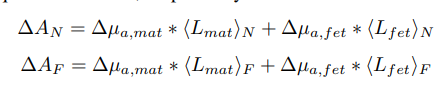 ΔA_N = Δμ_{a,mat} * ⟨L_{mat}⟩_N + Δμ_{a,fet} * ⟨L_{fet}⟩_N
ΔA_F = Δμ_{a,mat} * ⟨L_{mat}⟩_F + Δμ_{a,fet} * ⟨L_{fet}⟩_F